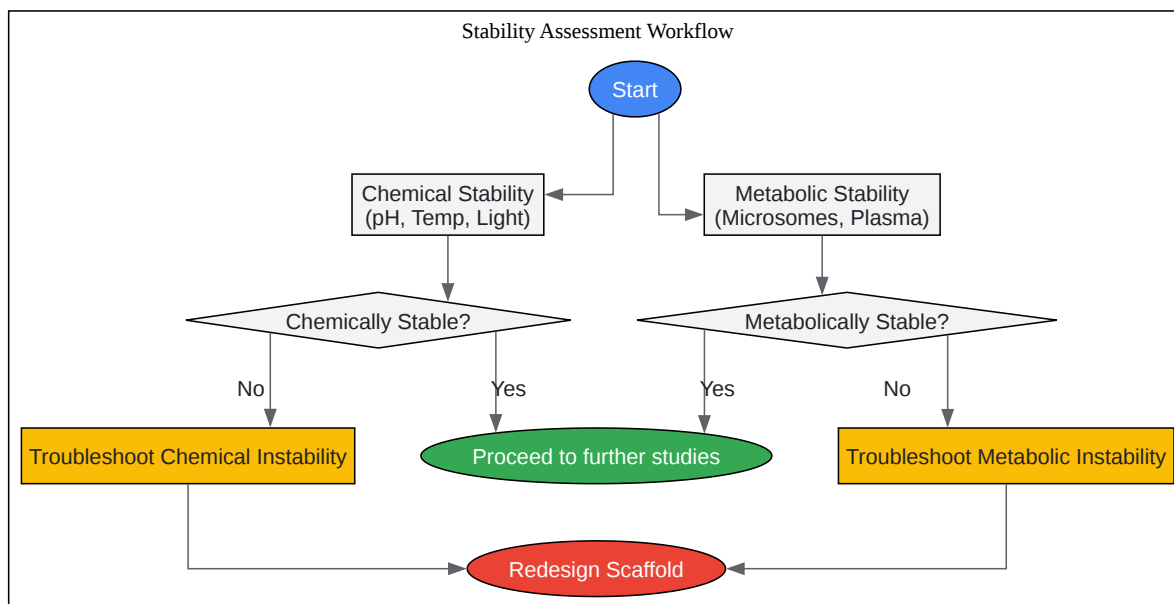 Stability Assessment Workflow
Start
Chemical Stability
(pH, Temp, Light)
Metabolic Stability
(Microsomes, Plasma)
Chemically Stable?
Metabolically Stable?
No
Yes
Yes
No
Troubleshoot Chemical Instability
Proceed to further studies
Troubleshoot Metabolic Instability
Redesign Scaffold